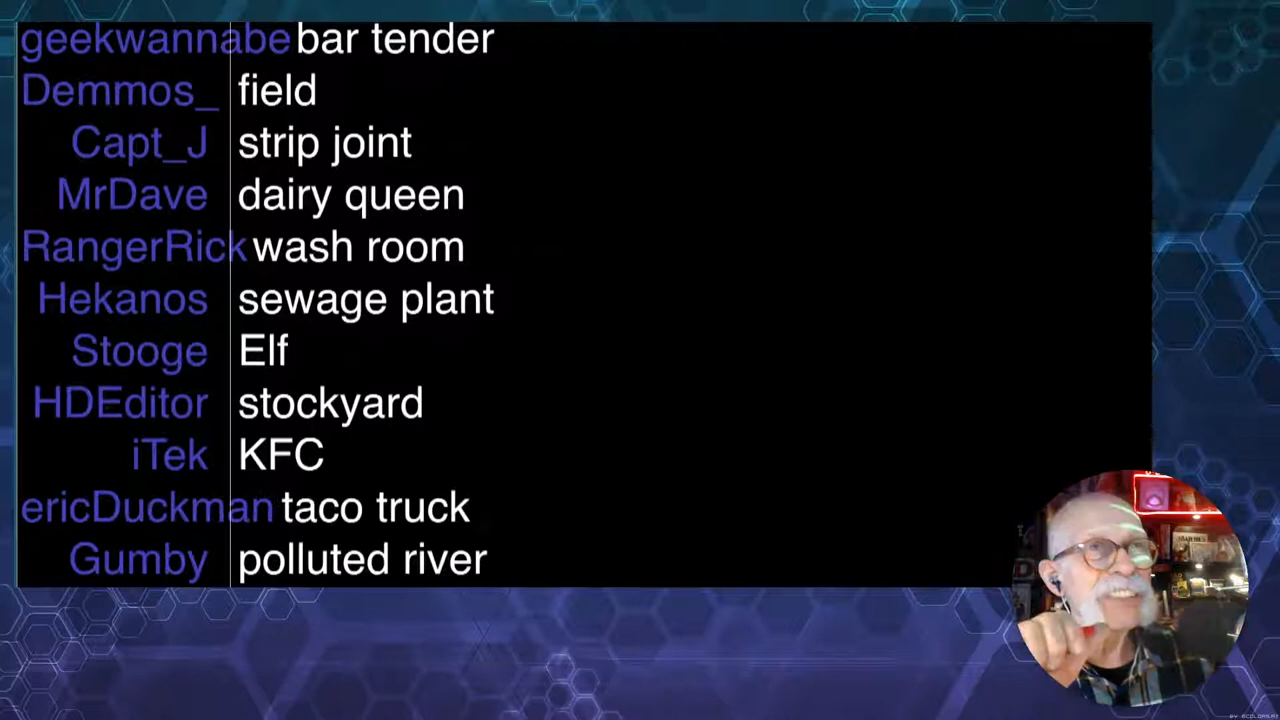 geekwannabe bar tender
Demmos_ field
Capt_J strip joint
MrDave dairy queen
RangerRick wash room
Hekanos sewage plant
Stooge Elf
HDEditor stockyard
iTek KFC
ericDuckman taco truck
Gumby polluted river